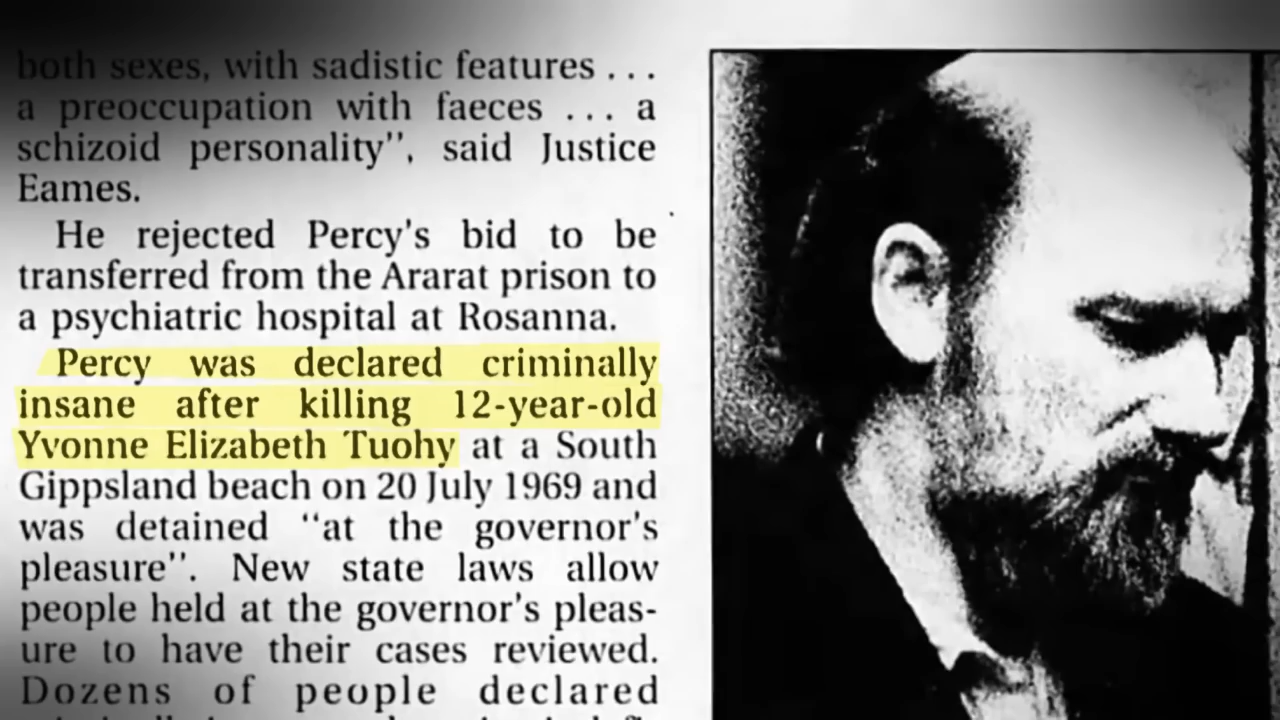 both sexes, with sadistic features . . .
a preoccupation with faeces . . . a
schizoid personality”, said Justice
Eames.
He rejected Percy's bid to be
transferred from the Ararat prison to
a psychiatric hospital at Rosanna.
Percy was declared criminally
insane after killing 12-year-old
Yvonne Elizabeth Tuohy at a South
Gippsland beach on 20 July 1969 and
was detained “at the governor's
pleasure”. New state laws allow
people held at the governor's pleas-
ure to have their cases reviewed.
Dozens of people declared